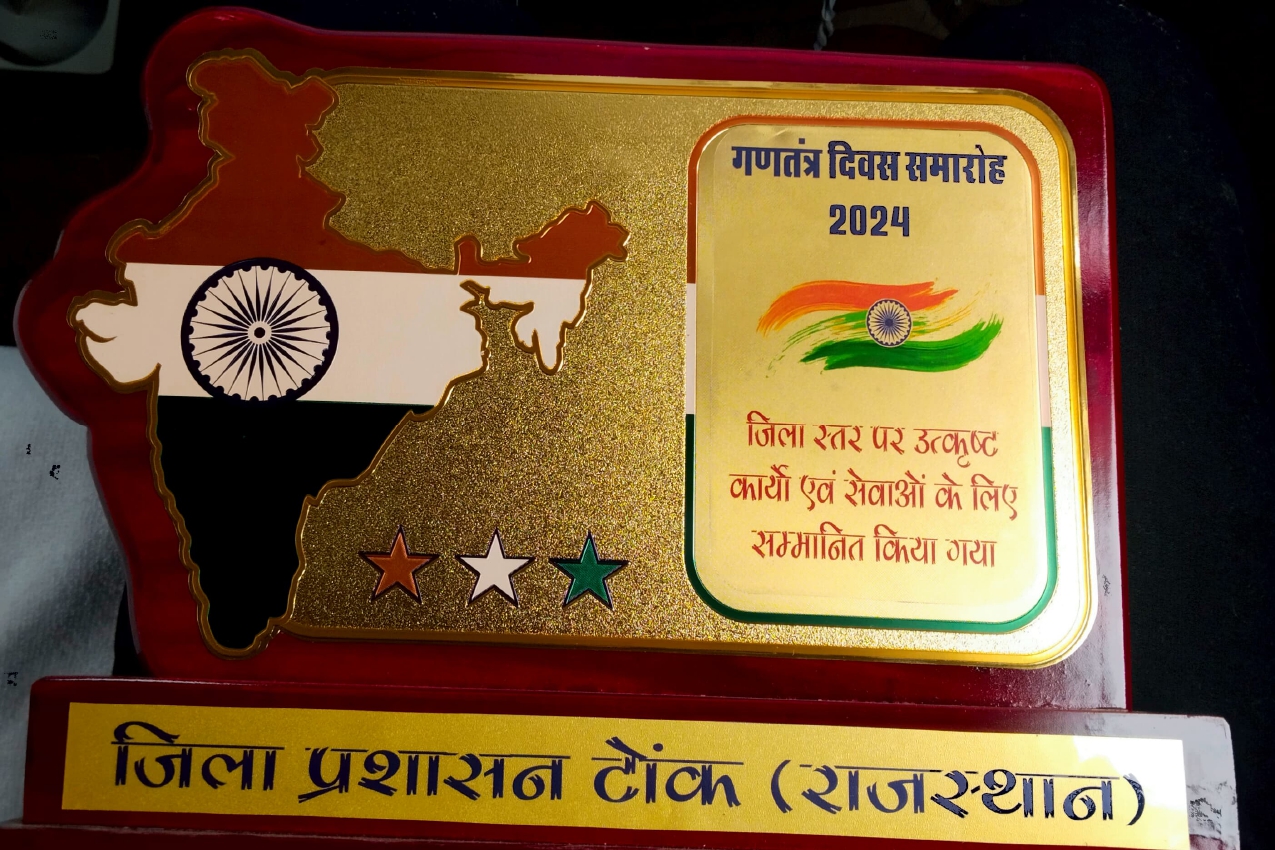 गणतंत्र दिवस समारोह
2024
जिला स्तर पर उत्कृष्ट
कार्यो एवं सेवाओं के लिए
सम्मानित किया गया
जिला प्रशासन टोंक (राजस्थान)